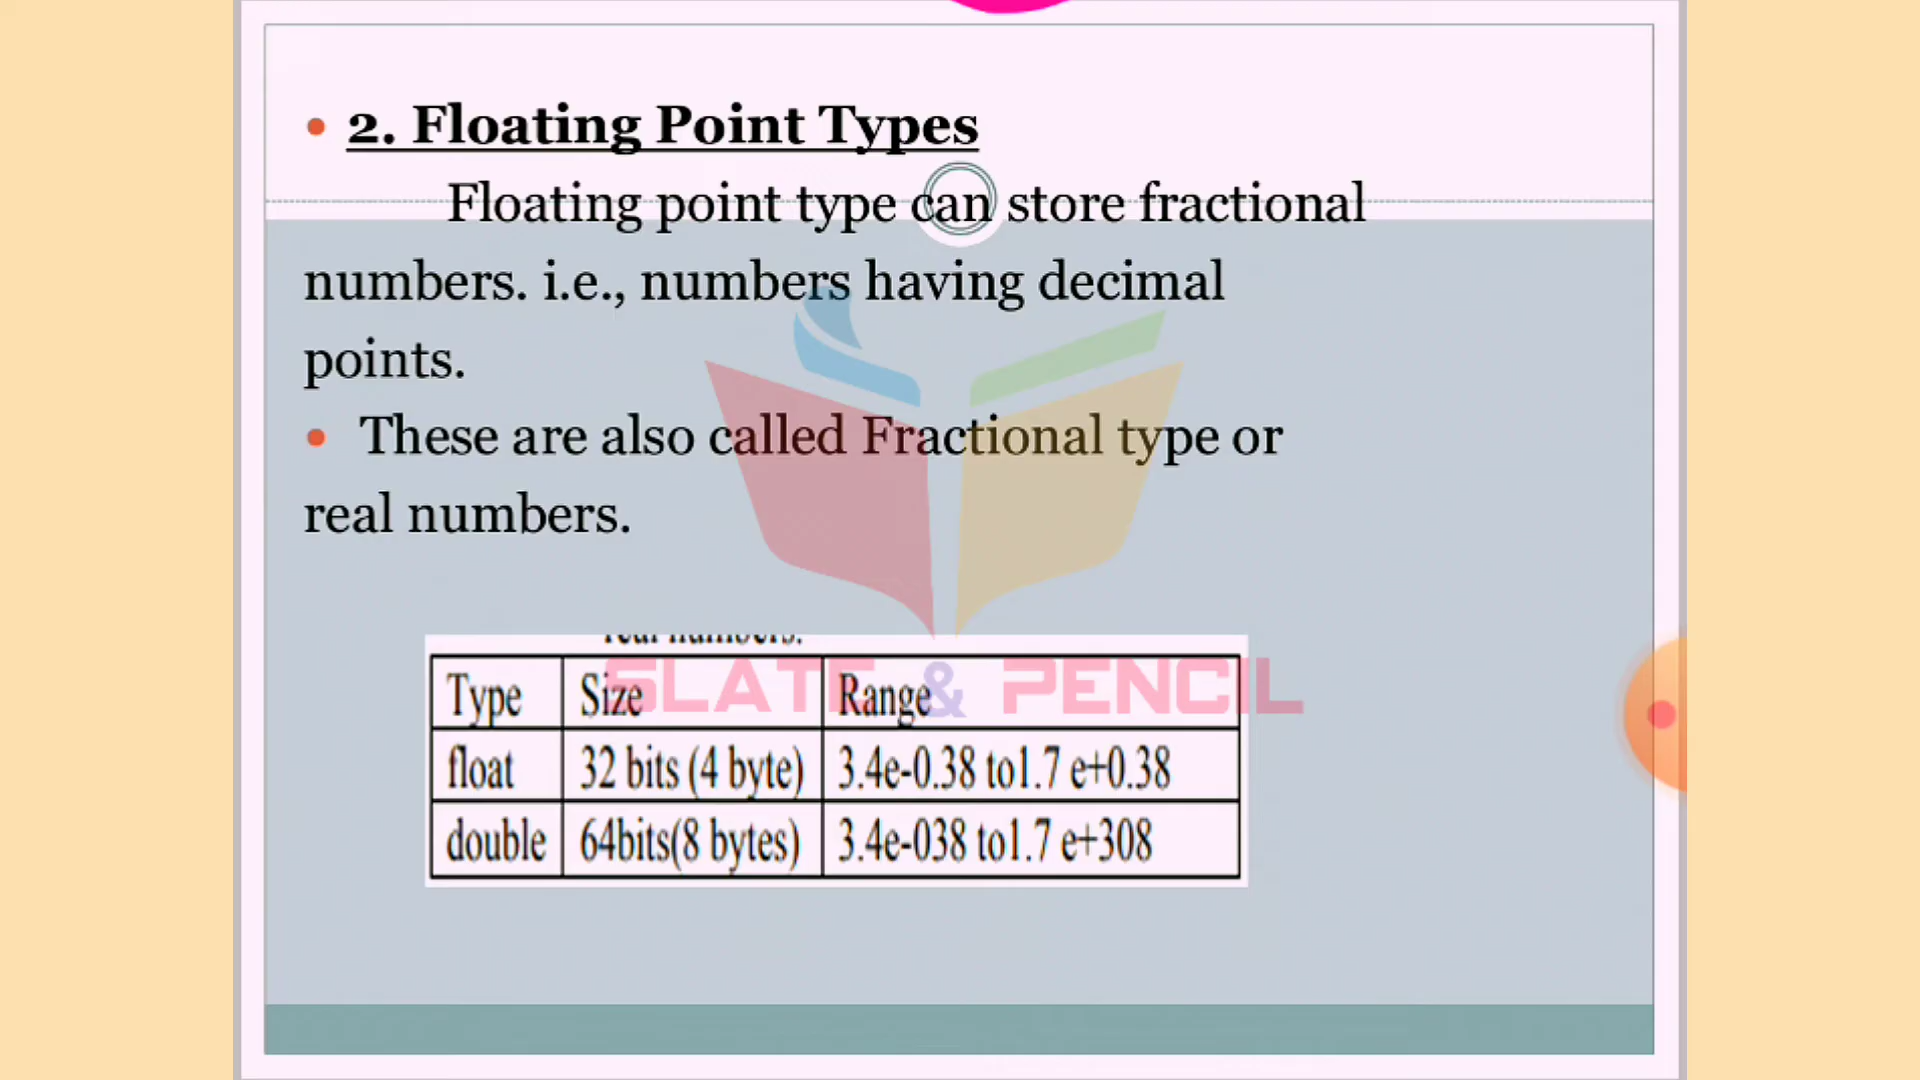 2. Floating Point Types
Floating point type can store fractional
numbers. i.e., numbers having decimal
points.
These are also called Fractional type or
real numbers.
real numbers.
Type Size Range
float 32 bits (4 byte) 3.4e-0.38 to1.7 e+0.38
double 64bits(8 bytes) 3.4e-038 to1.7 e+308
SLATE & PENCIL